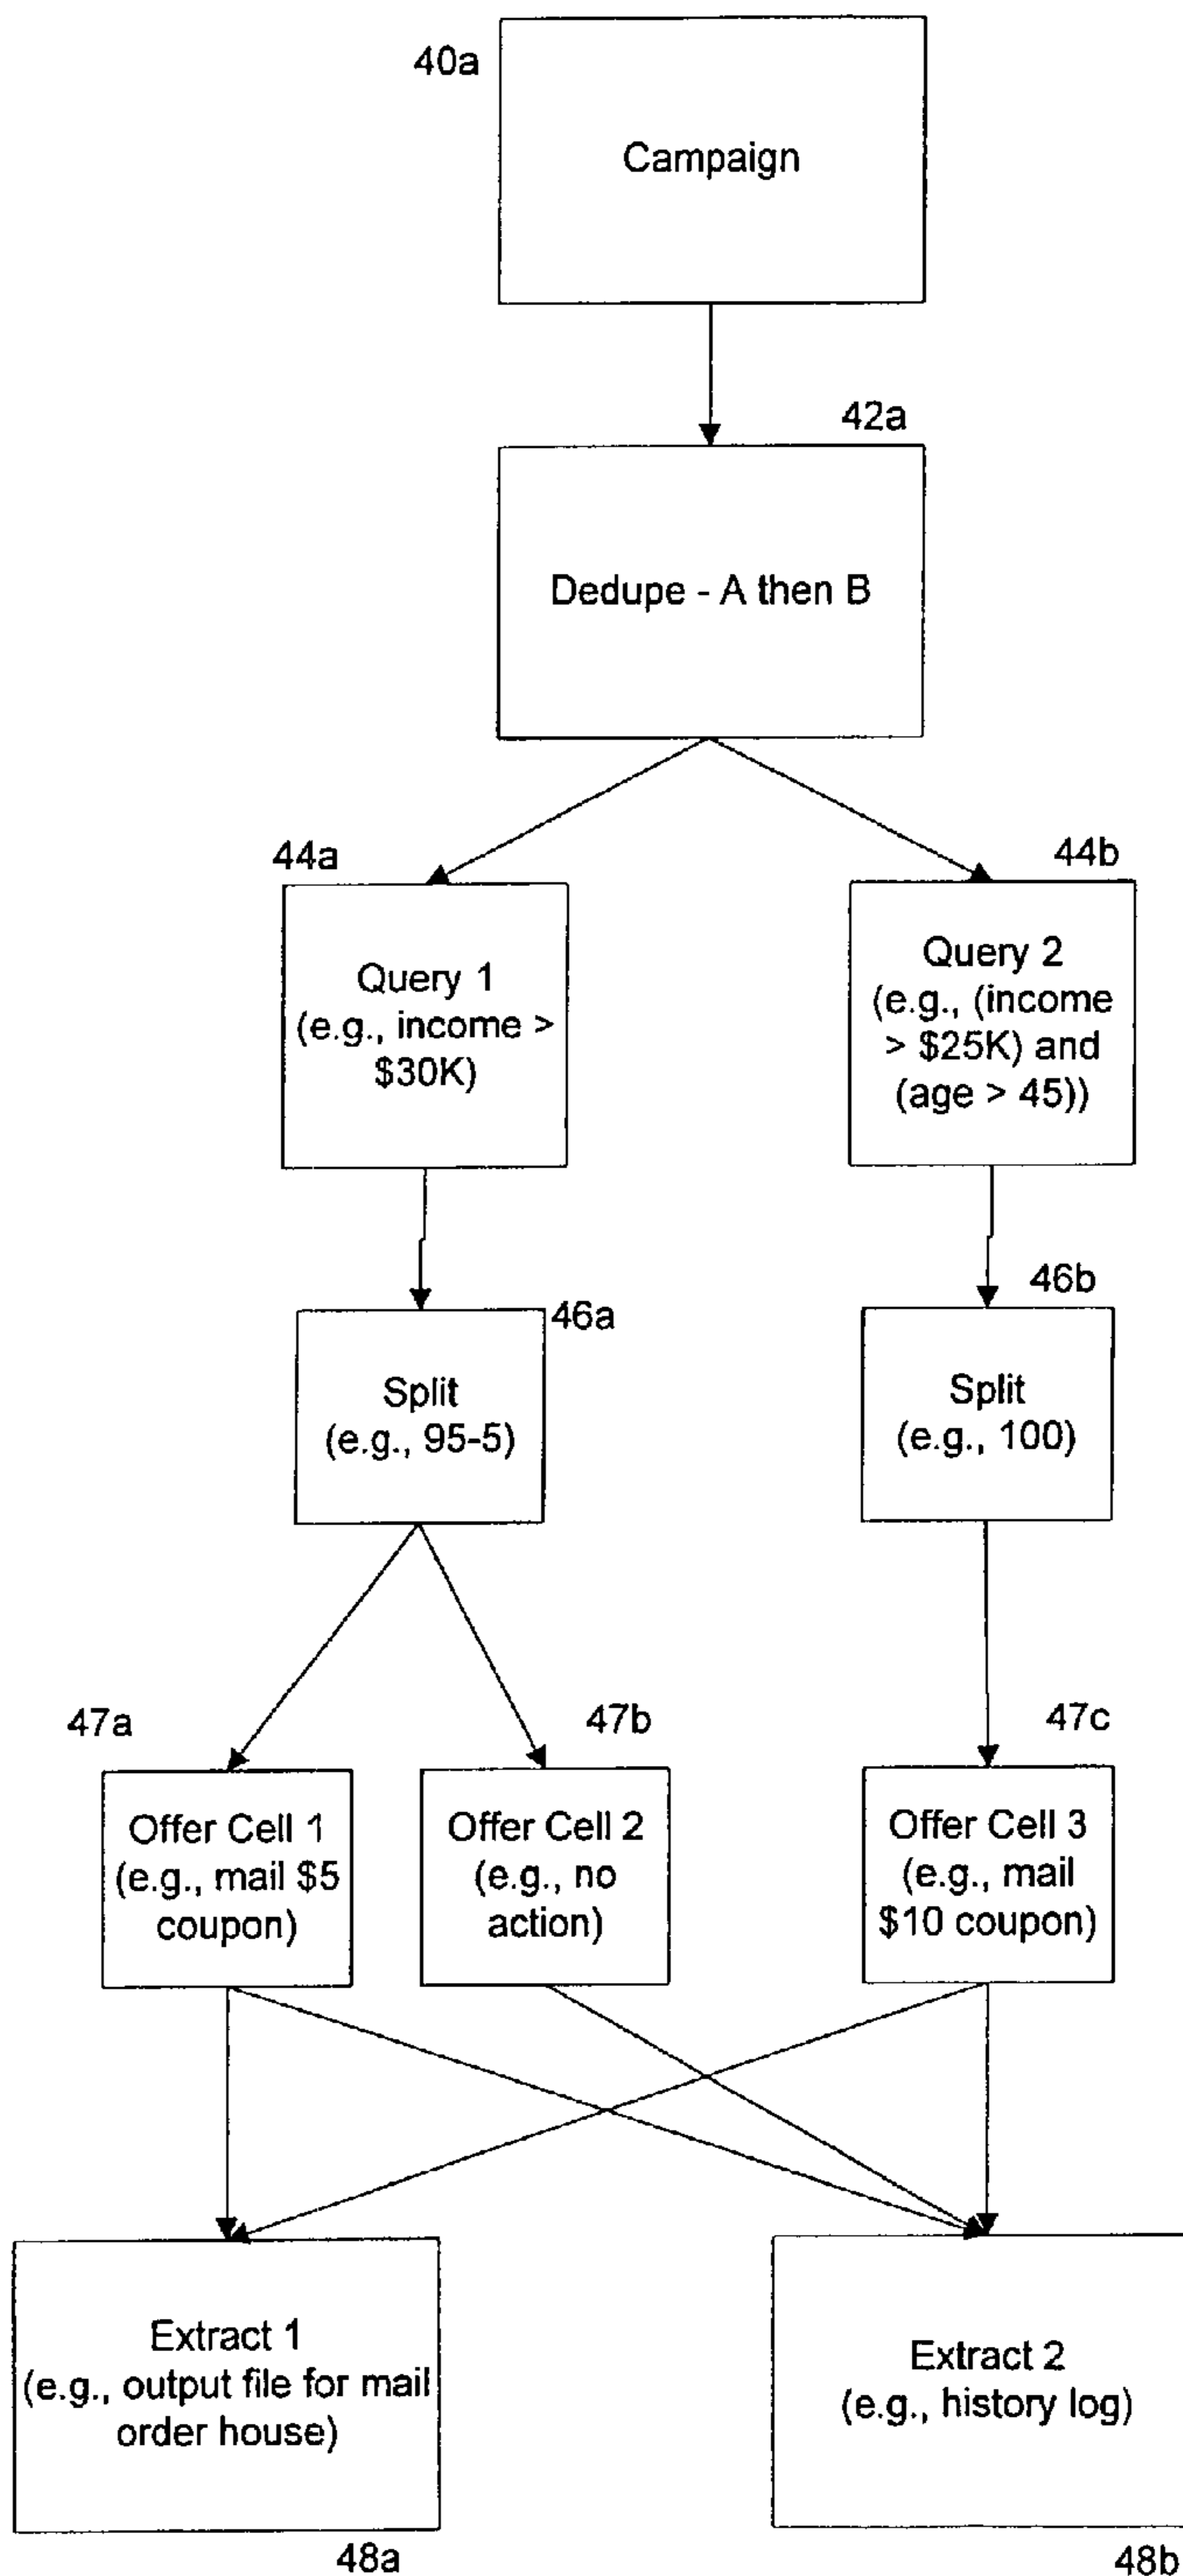 40a
Campaign
42a
Dedupe - A then B
44a
44b
Query 1
(e.g., income >
$30K)
Query 2
(e.g., (income
> $25K) and
(age > 45))
46a
46b
Split
(e.g., 95-5)
Split
(e.g., 100)
47a
47b
47c
Offer Cell 1
(e.g., mail $5
coupon)
Offer Cell 2
(e.g., no
action)
Offer Cell 3
(e.g., mail
$10 coupon)
Extract 1
(e.g., output file for mail
order house)
Extract 2
(e.g., history log)
48a
48b